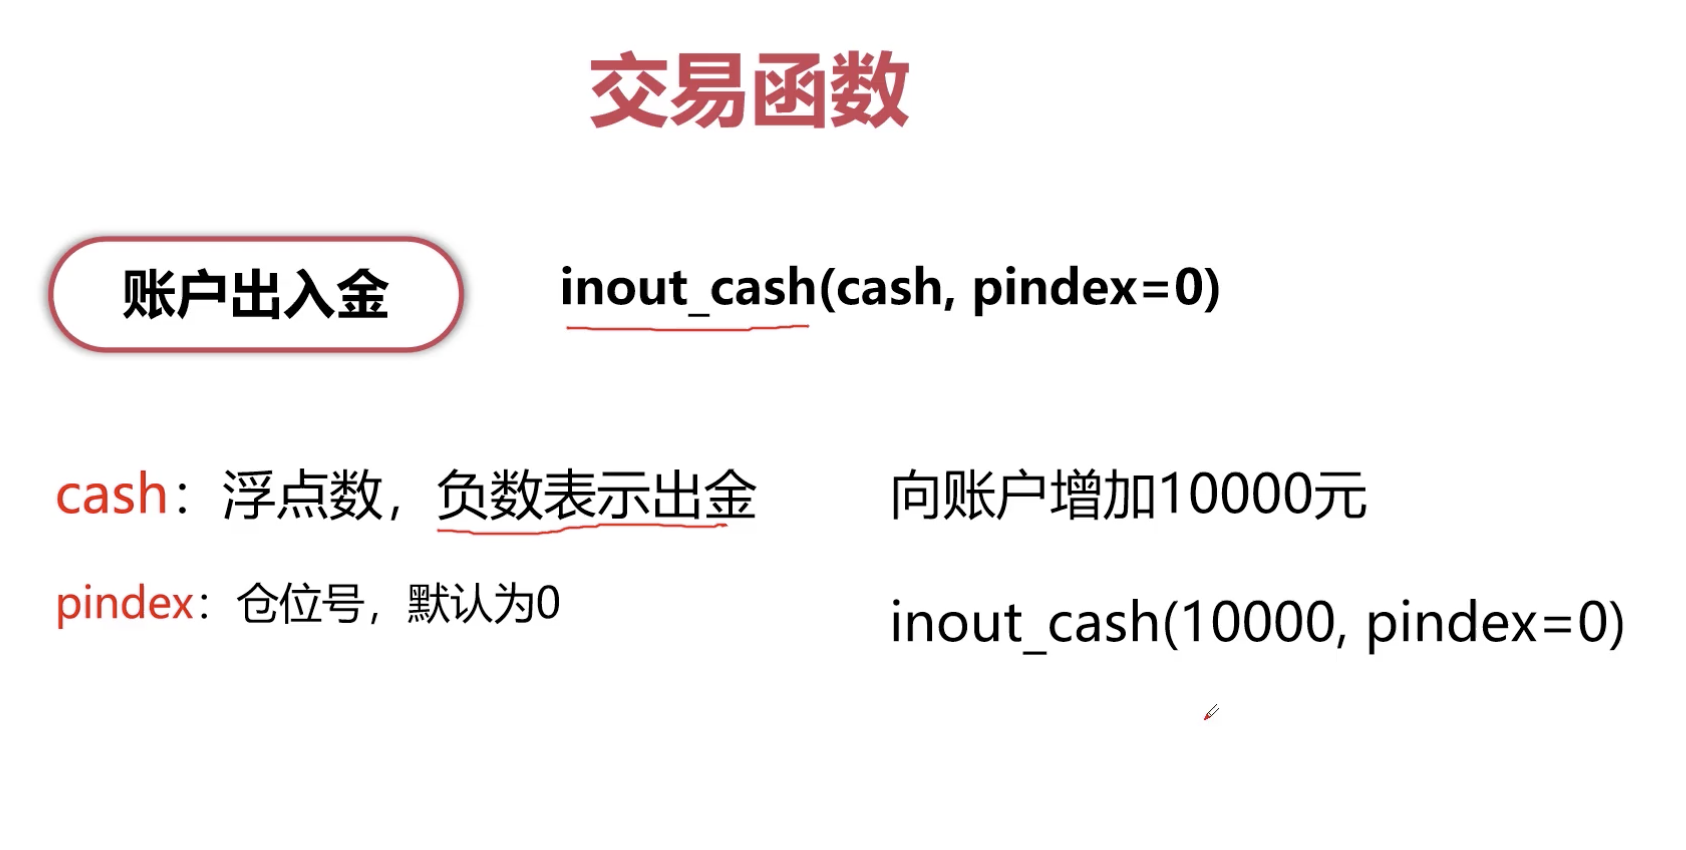 交易函数
账户出入金
inout_cash(cash, pindex=0)
cash：浮点数，负数表示出金
pindex：仓位号，默认为0
向账户增加10000元
inout_cash(10000, pindex=0)